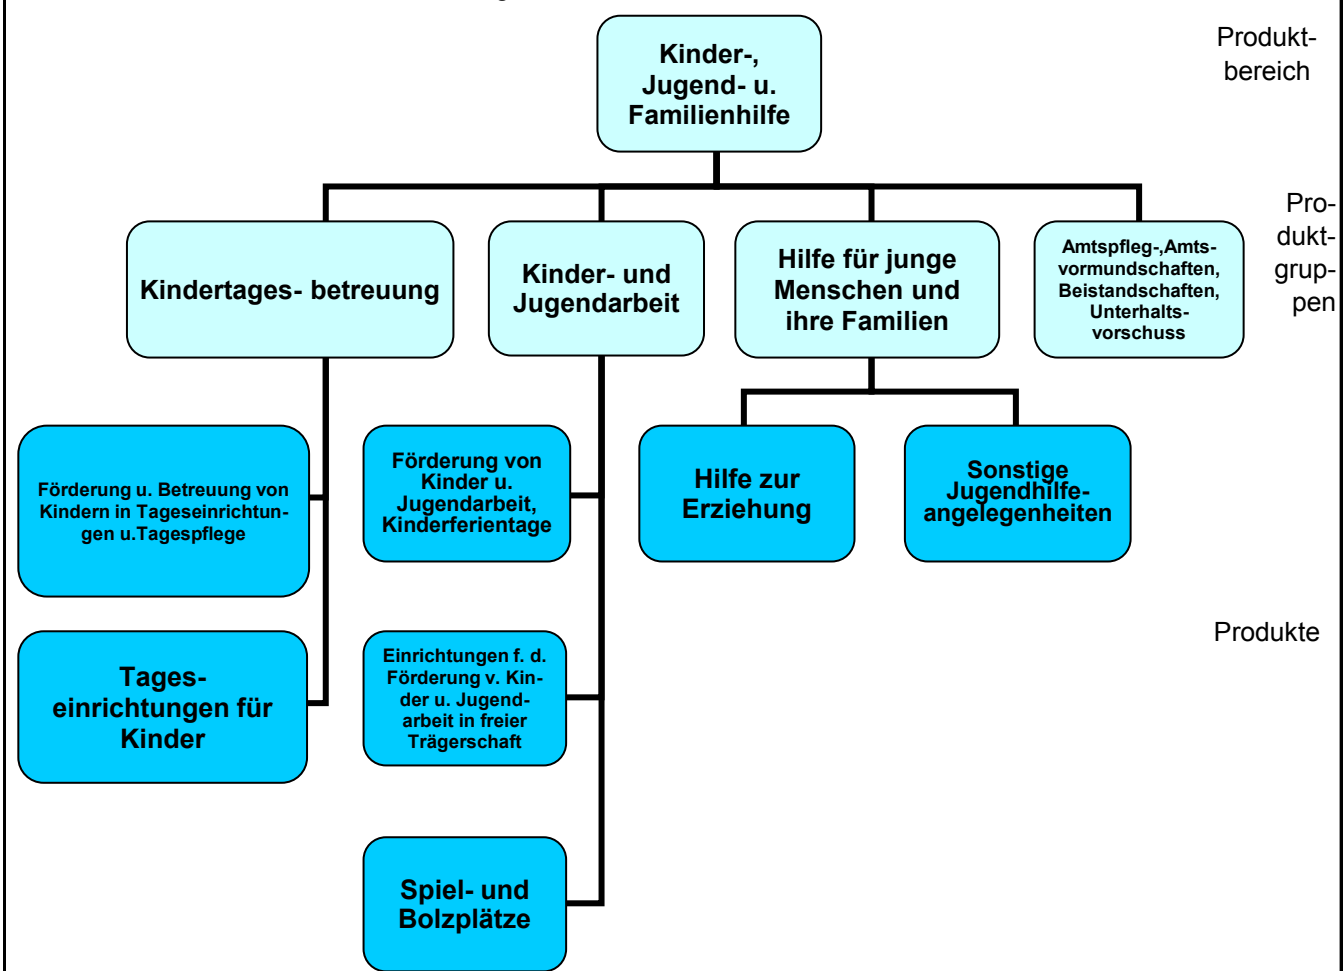 Kinder-,
Jugend- u.
Familienhilfe
Produkt-
bereich
Kindertages- betreuung
Kinder- und
Jugendarbeit
Hilfe für junge
Menschen und
ihre Familien
Amtspfleg-,Amts-
vormundschaften,
Beistandschaften,
Unterhalts-
vorschuss
Pro-
dukt-
grup-
pen
Förderung u. Betreuung von
Kindern in Tageseinrichtun-
gen u.Tagespflege
Förderung von
Kinder u.
Jugendarbeit,
Kinderferientage
Hilfe zur
Erziehung
Sonstige
Jugendhilfe-
angelegenheiten
Tages-
einrichtungen für
Kinder
Einrichtungen f. d.
Förderung v. Kin-
der u. Jugend-
arbeit in freier
Trägerschaft
Produkte
Spiel- und
Bolzplätze